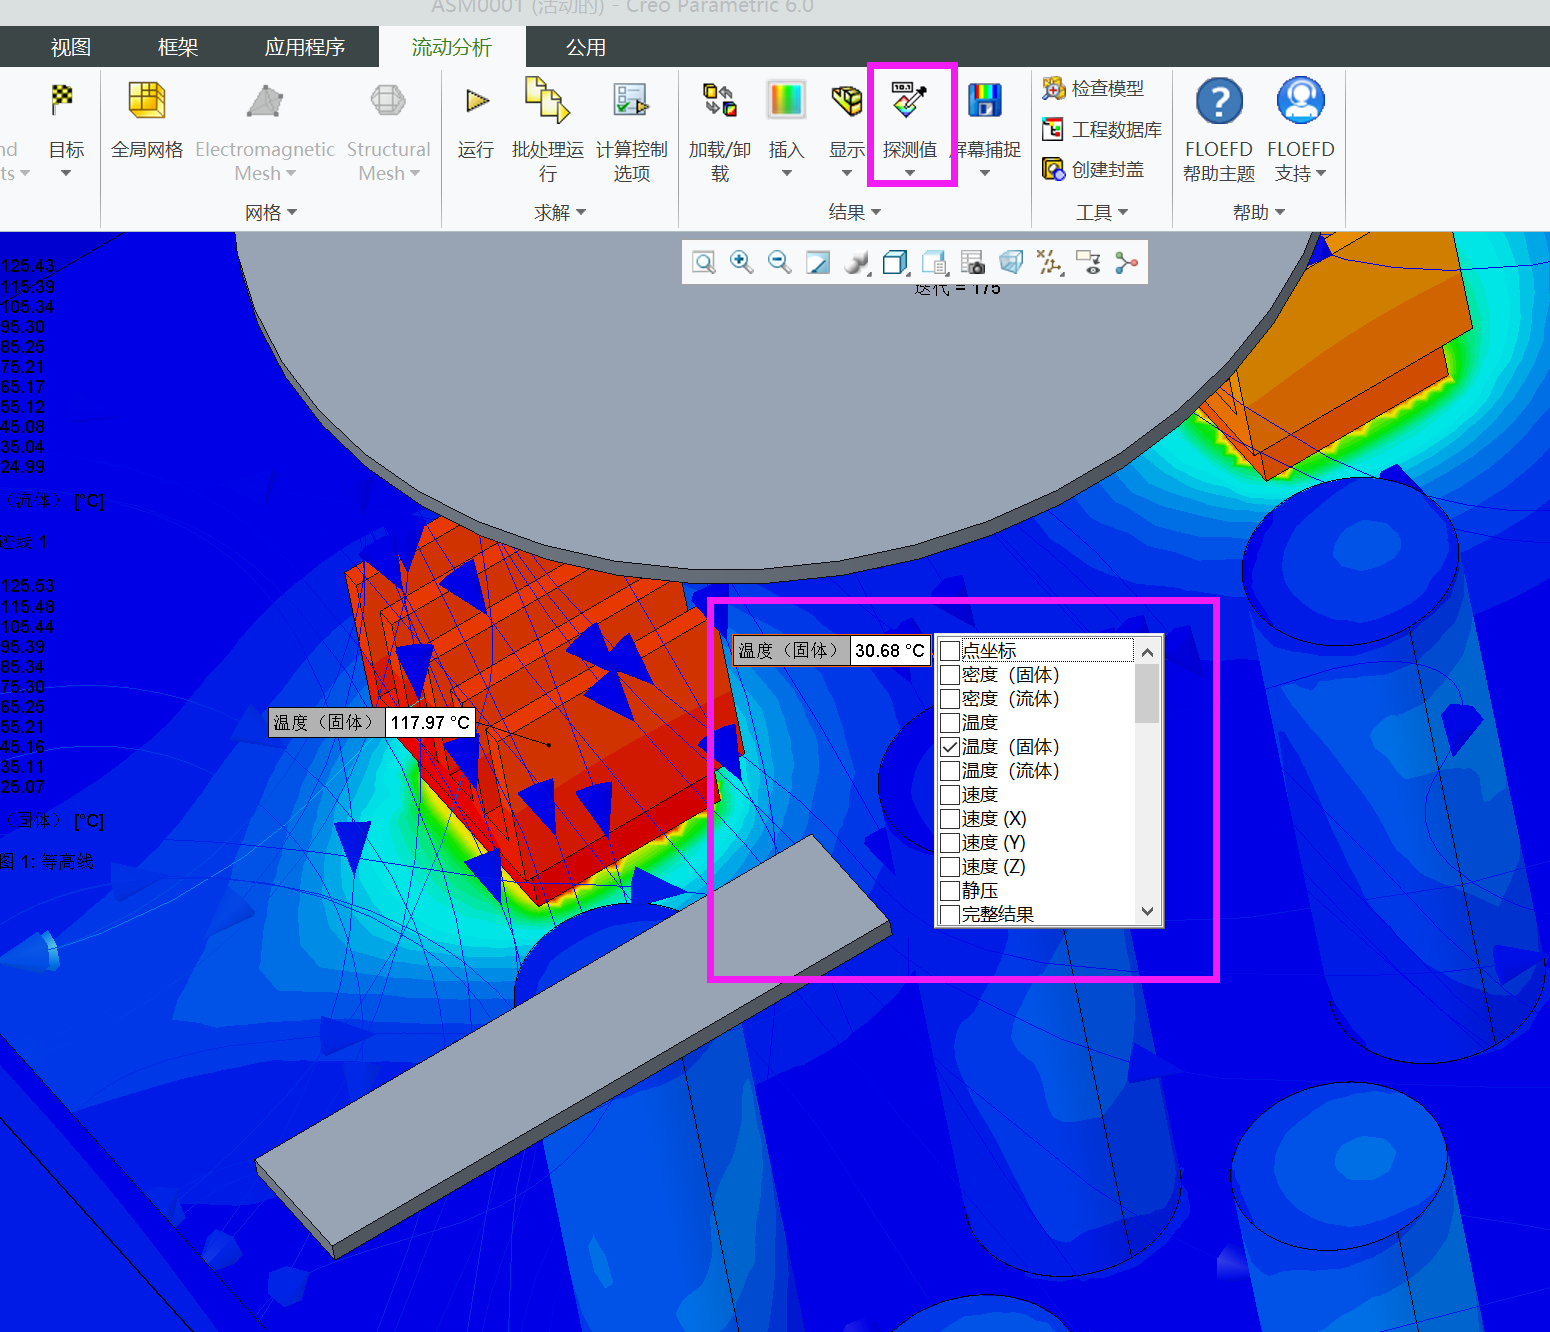 ASM0001 (活动的) - Creo Parametric 6.0
视图 框架 应用程序 流动分析 公用
nd
ts
目标
全局网格
Electromagnetic
Mesh
Structural
Mesh
运行
批处理运
行
计算控制
选项
加载/卸
载
插入
显示
探测值
屏幕捕捉
10.1
检查模型
工程数据库
创建封盖
FLOEFD
帮助主题
FLOEFD
支持
网格 求解 结果 工具 帮助
迭代 = 175
125.43
115.39
105.34
95.30
85.25
75.21
65.17
55.12
45.08
35.04
24.99
（流体） [°C]
迹线 1
125.53
115.48
105.44
95.39
85.34
75.30
65.25
55.21
45.16
35.11
25.07
（固体） [°C]
图 1: 等高线
温度（固体） 117.97 °C
温度（固体） 30.68 °C
点坐标
密度（固体）
密度（流体）
温度
温度（固体）
温度（流体）
速度
速度 (X)
速度 (Y)
速度 (Z)
静压
完整结果